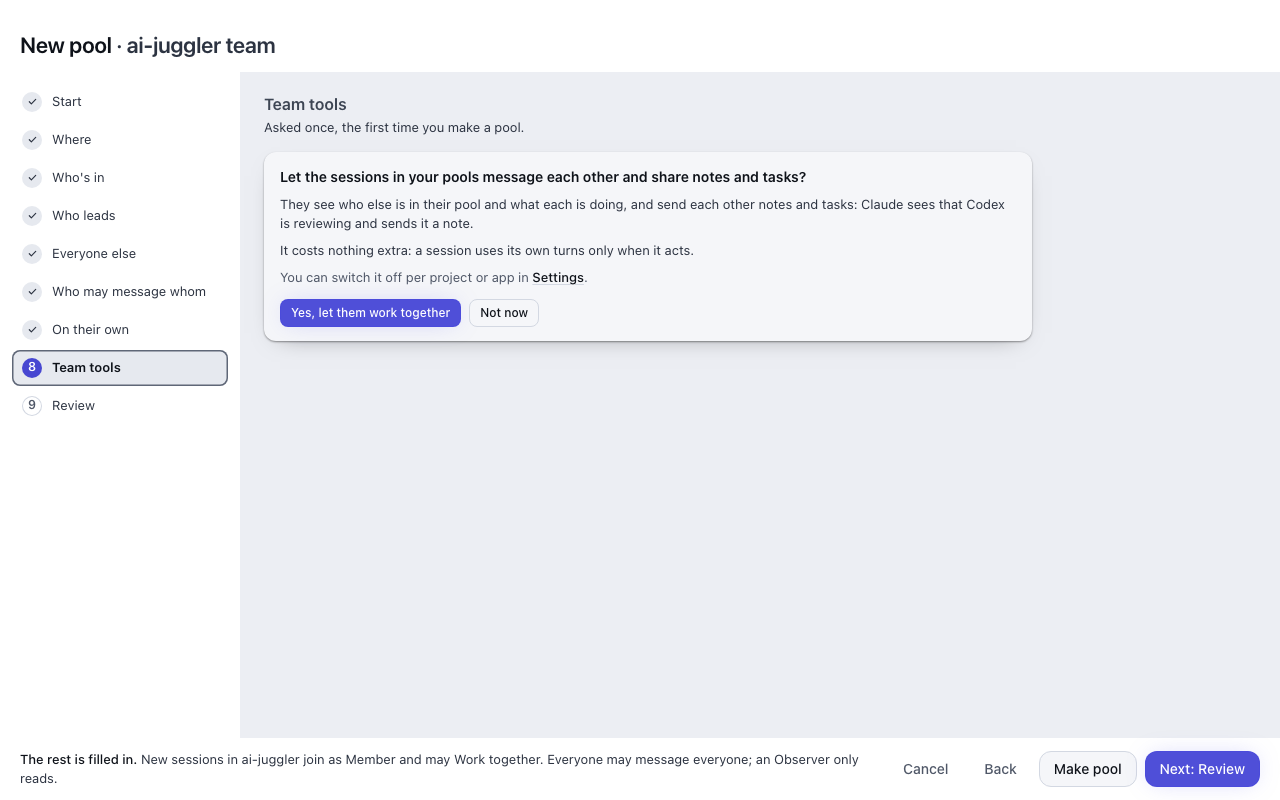 New pool · ai-juggler team
Start
Where
Who's in
Who leads
Everyone else
Who may message whom
On their own
8 Team tools
9 Review
Team tools
Asked once, the first time you make a pool.
Let the sessions in your pools message each other and share notes and tasks?
They see who else is in their pool and what each is doing, and send each other notes and tasks: Claude sees that Codex
is reviewing and sends it a note.
It costs nothing extra: a session uses its own turns only when it acts.
You can switch it off per project or app in Settings.
Yes, let them work together Not now
The rest is filled in. New sessions in ai-juggler join as Member and may Work together. Everyone may message everyone; an Observer only
reads.
Cancel Back Make pool Next: Review